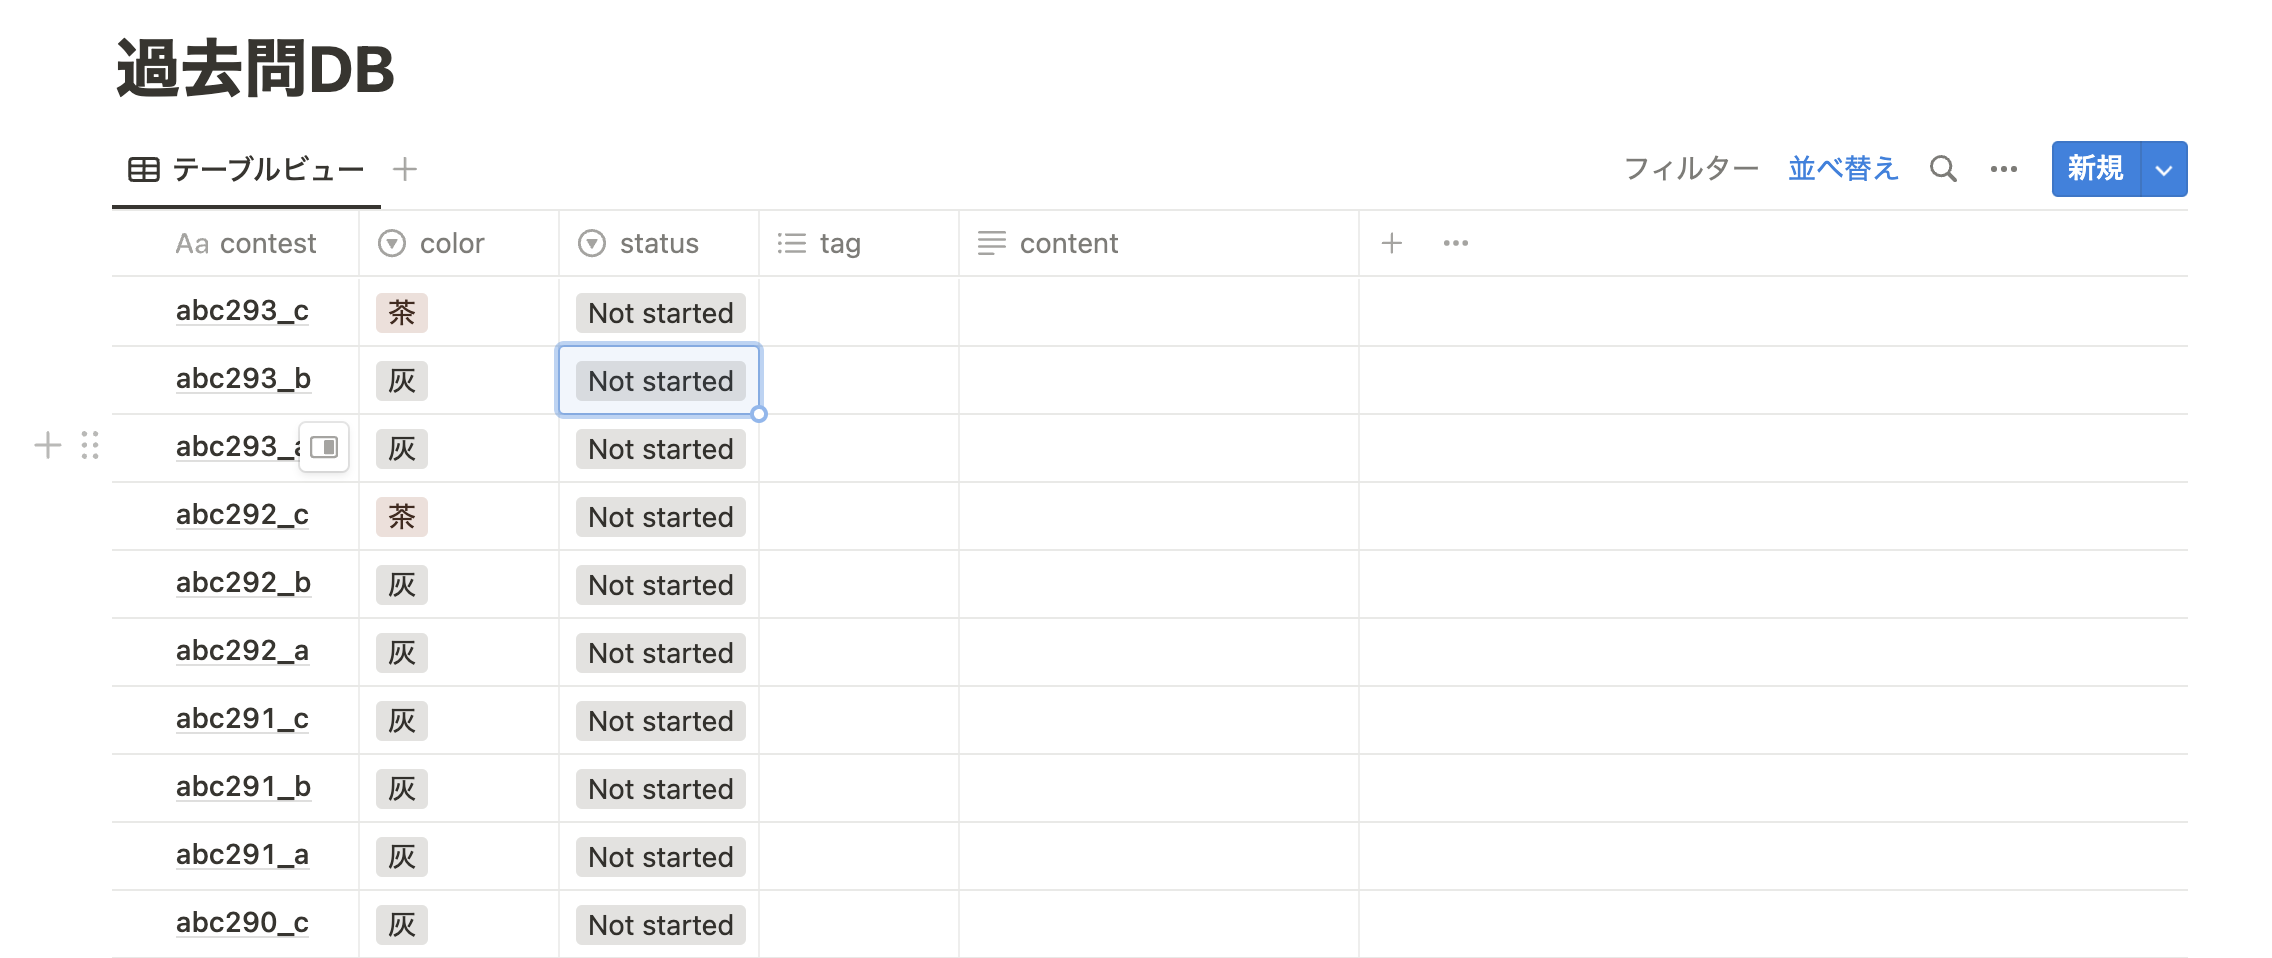 過去問DB
テーブルビュー フィルター 並べ替え 新規
Aa contest color status tag content
abc293_c 茶 Not started
abc293_b 灰 Not started
abc293_a 灰 Not started
abc292_c 茶 Not started
abc292_b 灰 Not started
abc292_a 灰 Not started
abc291_c 灰 Not started
abc291_b 灰 Not started
abc291_a 灰 Not started
abc290_c 灰 Not started